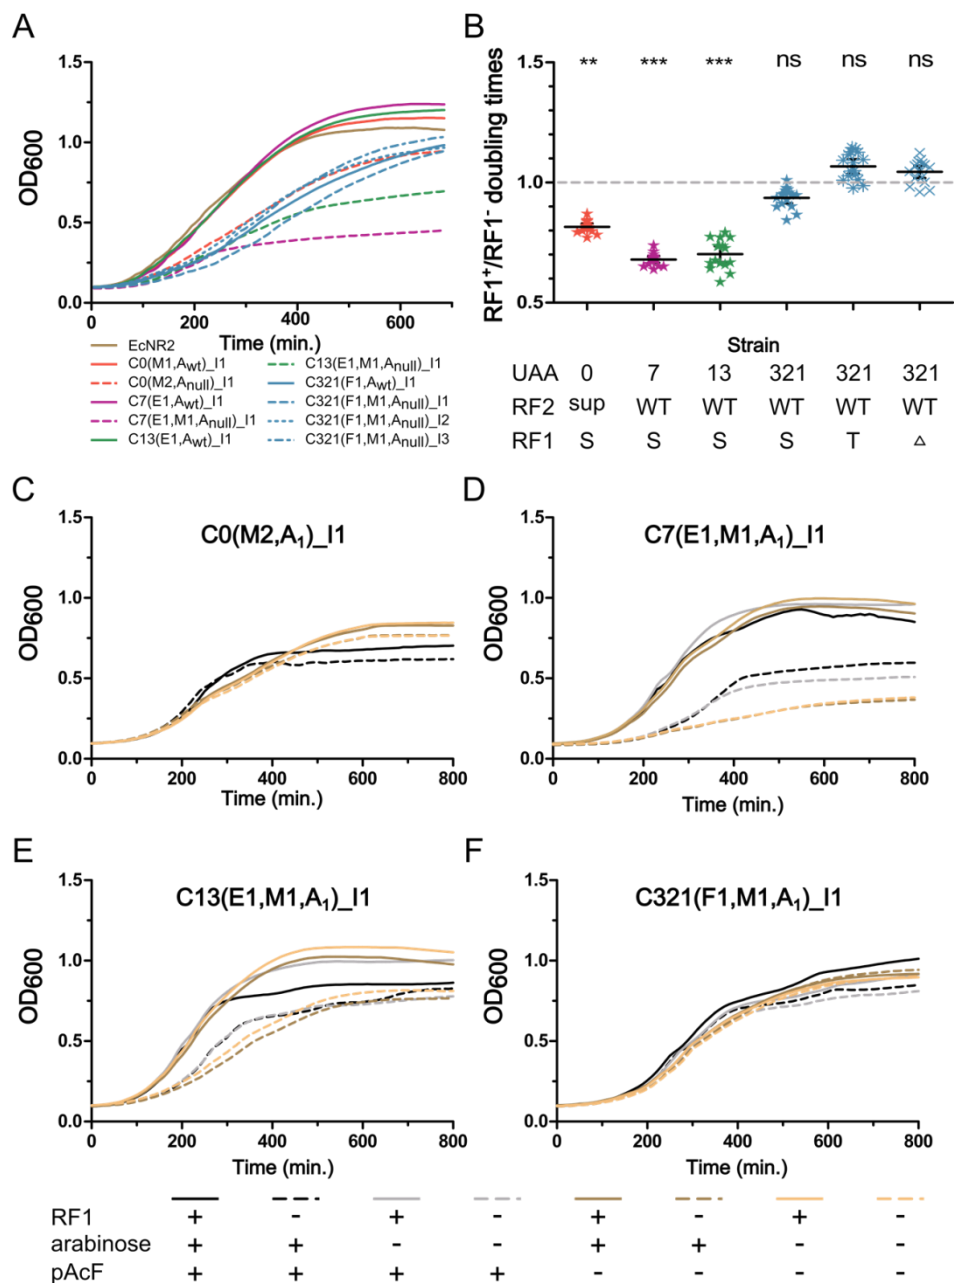 A
OD600
1.5
1.0
0.5
0.0
0 200 400 600
Time (min.)
EcNR2
C0(M1,Awt)_I1
C0(M2,Anull)_I1
C7(E1,Awt)_I1
C7(E1,M1,Anull)_I1
C13(E1,Awt)_I1
C13(E1,M1,Anull)_I1
C321(F1,Awt)_I1
C321(F1,M1,Anull)_I1
C321(F1,M1,Anull)_I2
C321(F1,M1,Anull)_I3
B
RF1+/RF1- doubling times
1.5
1.0
0.5
** *** *** ns ns ns
Strain
UAA 0 7 13 321 321 321
RF2 sup WT WT WT WT WT
RF1 S S S S T Δ
C
C0(M2,A1)_I1
OD600
1.5
1.0
0.5
0.0
0 200 400 600 800
Time (min.)
D
C7(E1,M1,A1)_I1
OD600
1.5
1.0
0.5
0.0
0 200 400 600 800
Time (min.)
E
C13(E1,M1,A1)_I1
OD600
1.5
1.0
0.5
0.0
0 200 400 600 800
Time (min.)
F
C321(F1,M1,A1)_I1
OD600
1.5
1.0
0.5
0.0
0 200 400 600 800
Time (min.)
RF1 + - + - + - + -
arabinose + + - - + + - -
pAcF + + + + - - - -